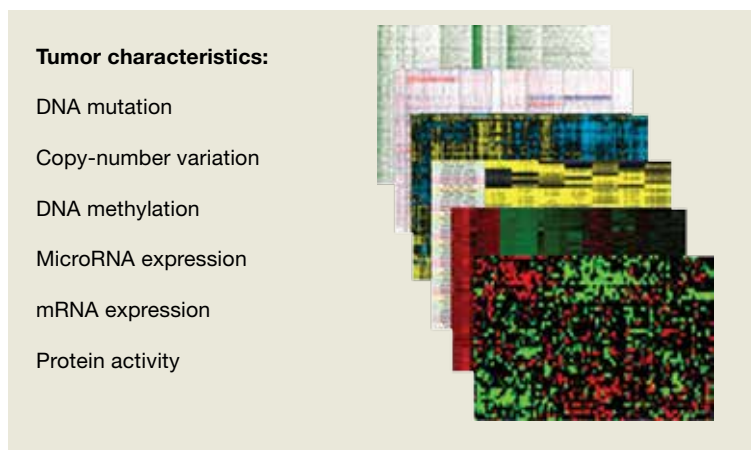 Tumor characteristics:
DNA mutation
Copy-number variation
DNA methylation
MicroRNA expression
mRNA expression
Protein activity